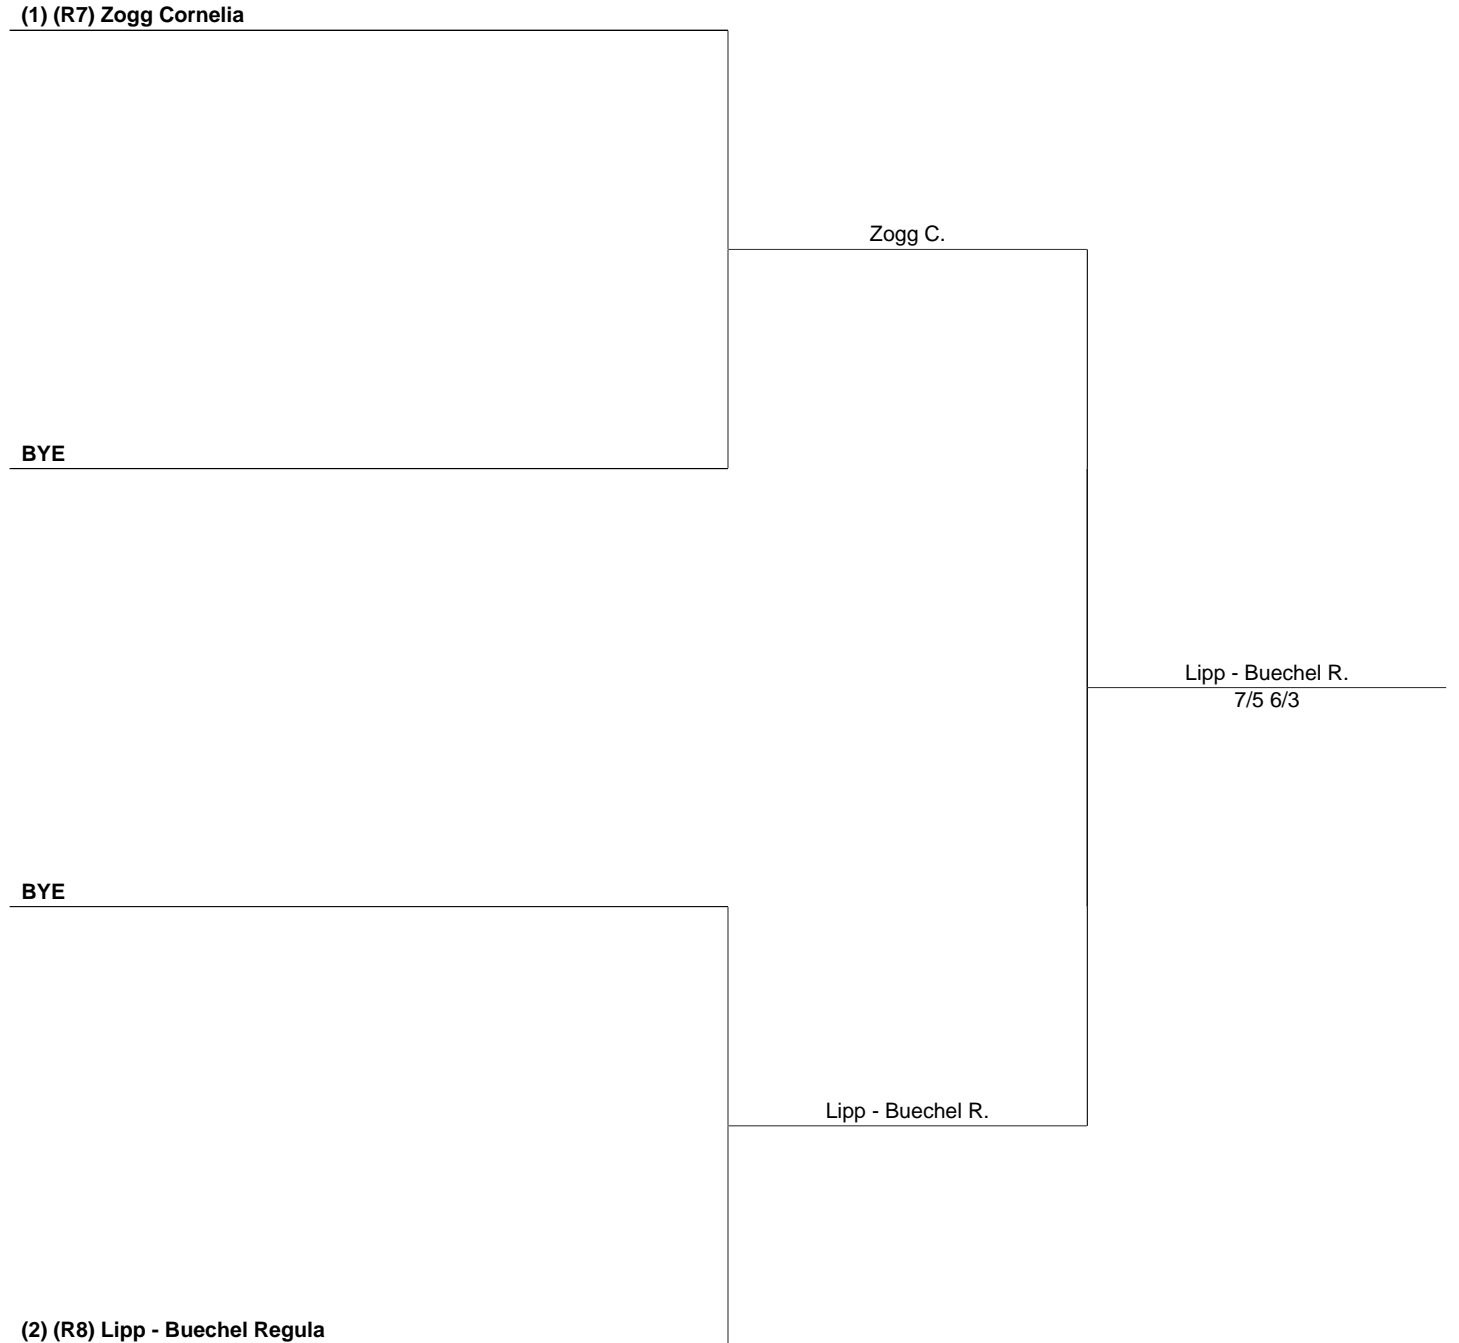 (1) (R7) Zogg Cornelia
Zogg C.
BYE
Lipp - Buechel R.
7/5 6/3
BYE
Lipp - Buechel R.
(2) (R8) Lipp - Buechel Regula